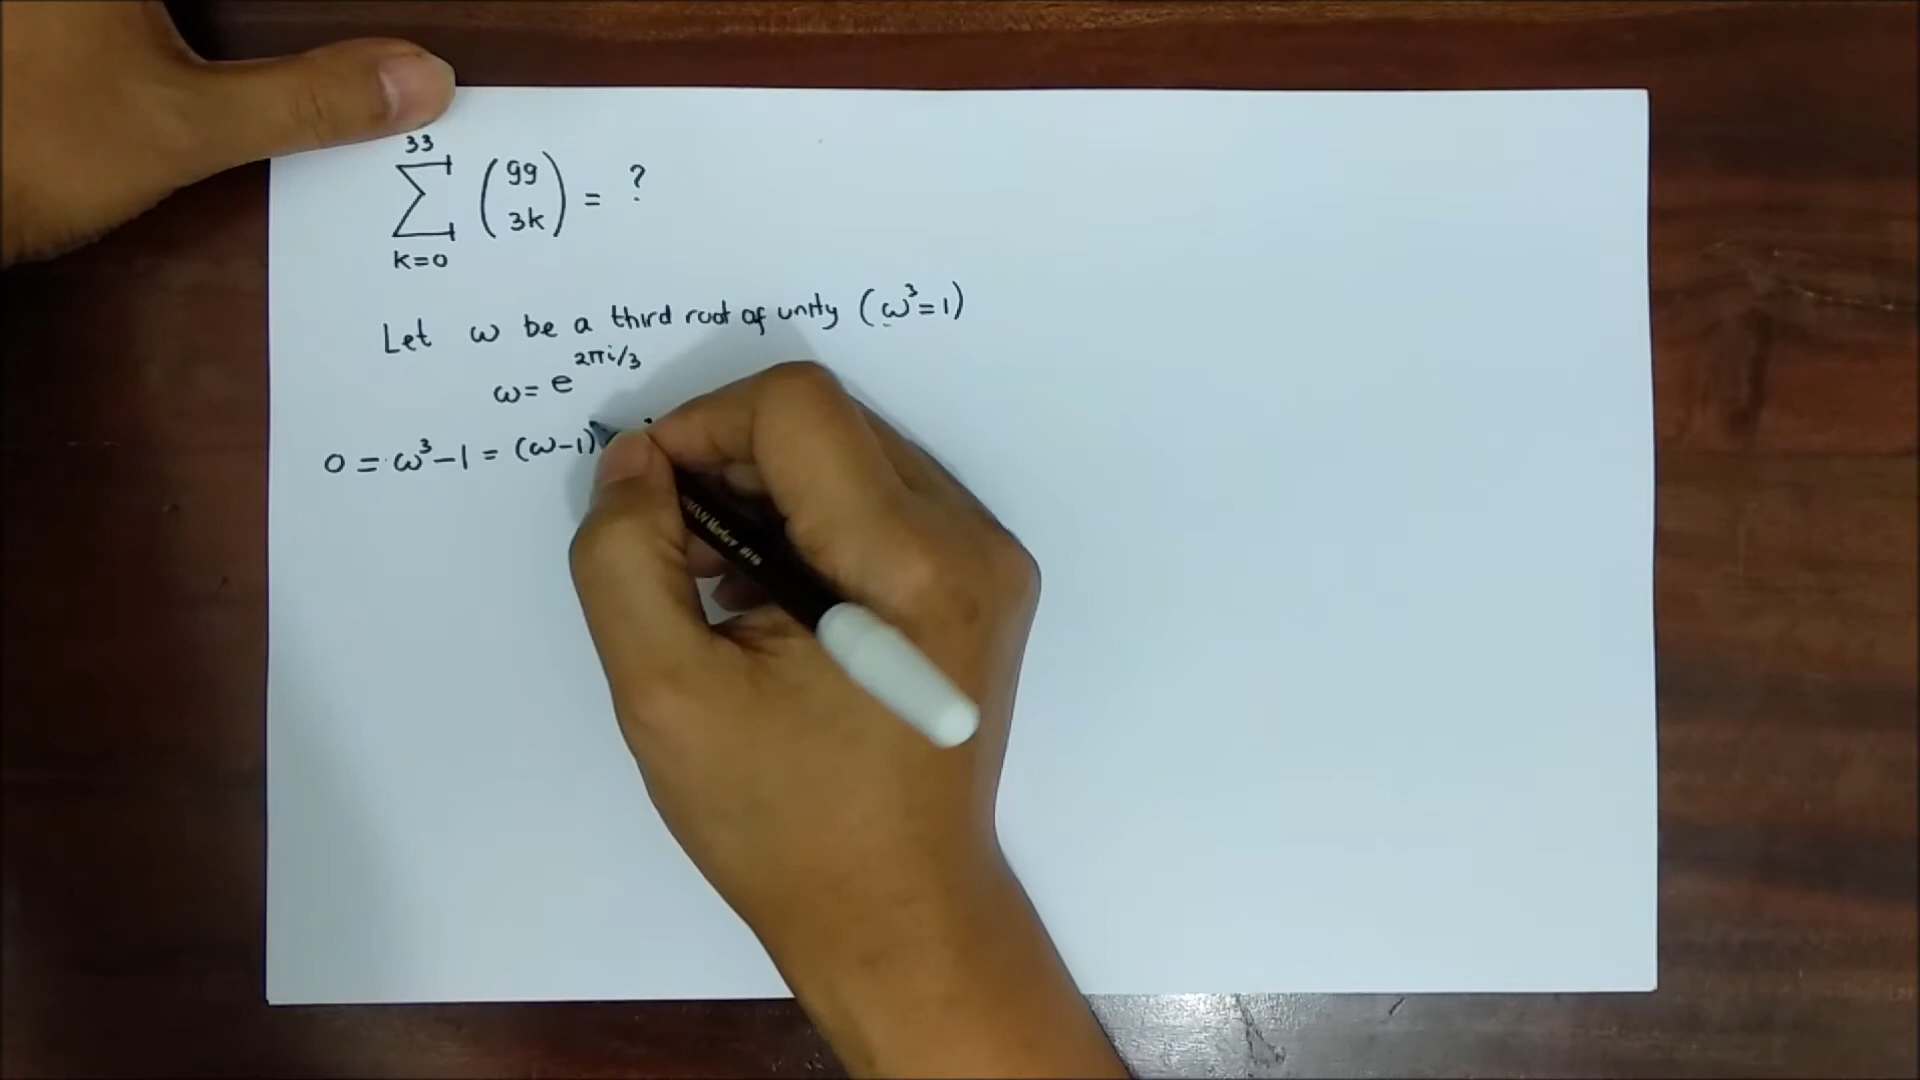 33
∑ (99 3k) = ?
k=0
Let ω be a third root of unity (ω³=1)
ω= e^2πi/3
0 = ω³-1 = (ω-1)